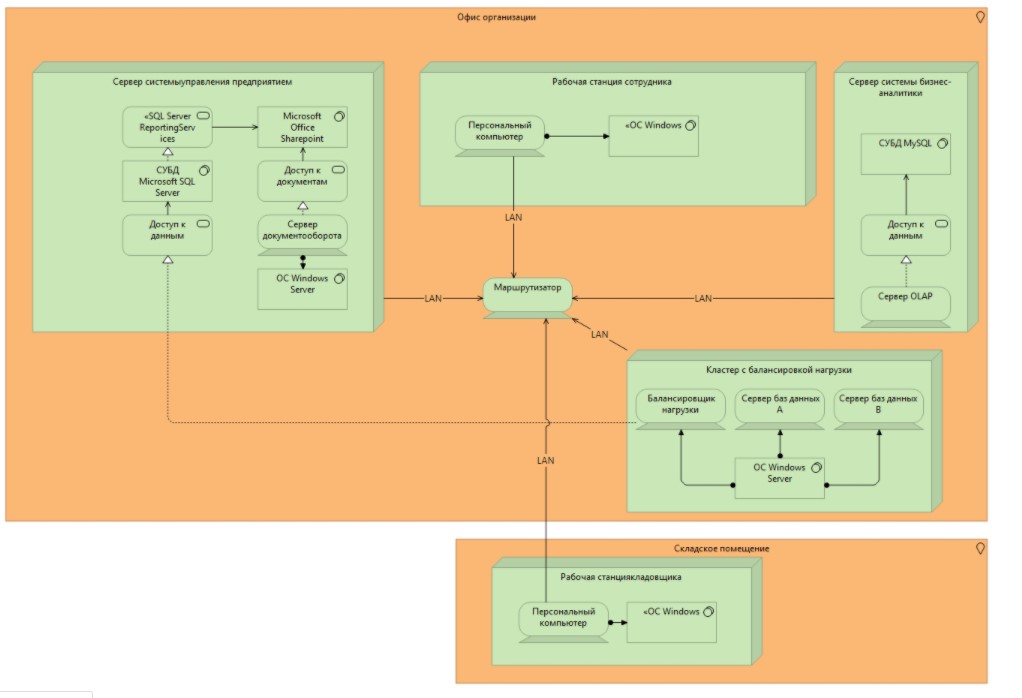 Офис организации
Сервер системыуправления предприятием
«SQL Server
ReportingServ
ices
Microsoft
Office
Sharepoint
СУБД
Microsoft SQL
Server
Доступ к
документам
Доступ к
данным
Сервер
документооборота
ОС Windows
Server
Рабочая станция сотрудника
Персональный
компьютер
«ОС Windows
LAN
Сервер системы бизнес-
аналитики
СУБД MySQL
Доступ к
данным
Сервер OLAP
Маршрутизатор
LAN
LAN
LAN
Кластер с балансировкой нагрузки
Балансировщик
нагрузки
Сервер баз данных
A
Сервер баз данных
B
ОС Windows
Server
LAN
Складское помещение
Рабочая станциякладовщика
Персональный
компьютер
«ОС Windows